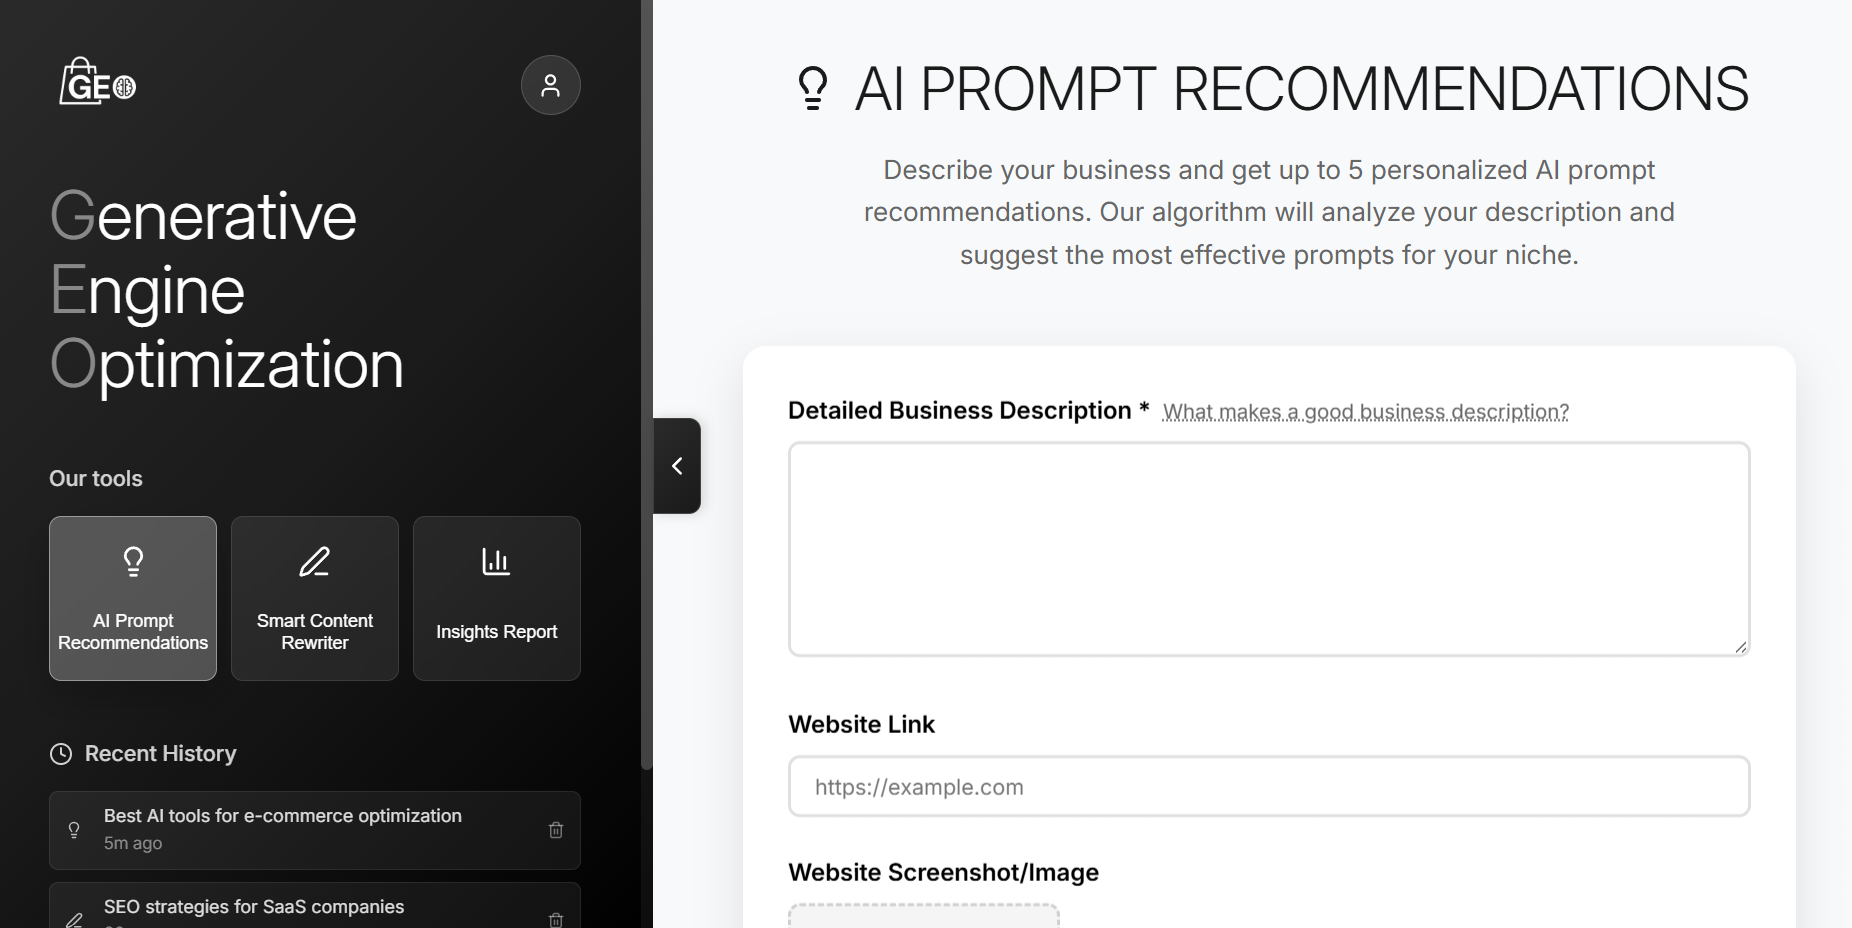 GEO
Generative
Engine
Optimization
Our tools
AI Prompt
Recommendations
Smart Content
Rewriter
Insights Report
Recent History
Best AI tools for e-commerce optimization
5m ago
SEO strategies for SaaS companies
AI PROMPT RECOMMENDATIONS
Describe your business and get up to 5 personalized AI prompt
recommendations. Our algorithm will analyze your description and
suggest the most effective prompts for your niche.
Detailed Business Description * What makes a good business description?
Website Link
https://example.com
Website Screenshot/Image